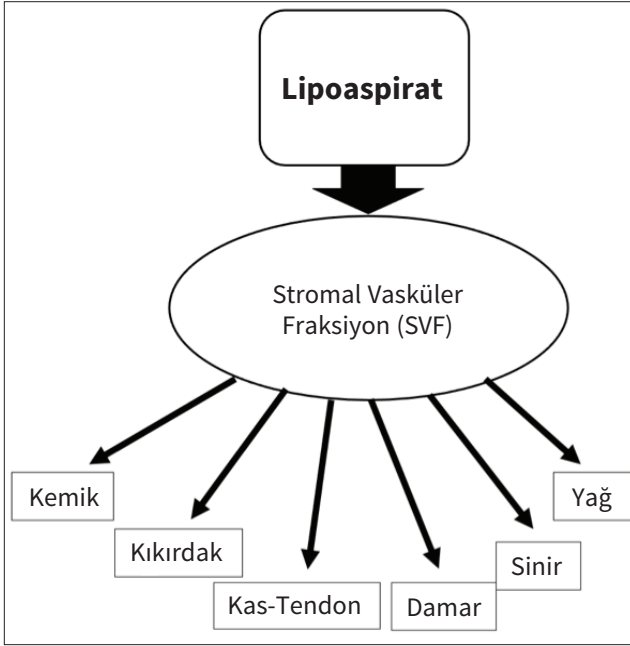 Lipoaspirat
Stromal Vasküler
Fraksiyon (SVF)
Kemik
Kıkırdak
Kas-Tendon
Damar
Sinir
Yağ